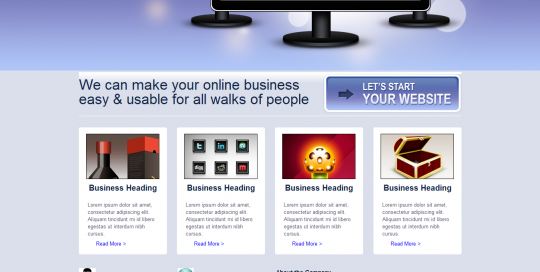 We can make your online business
easy & usable for all walks of people
LET'S START
YOUR WEBSITE
Business Heading
Lorem ipsum dolor sit amet,
consectetur adipiscing elit.
Aliquam tincidunt mi id libero
egestas ut interdum nibh
cursus.
Read More >
Business Heading
Lorem ipsum dolor sit amet,
consectetur adipiscing elit.
Aliquam tincidunt mi id libero
egestas ut interdum nibh
cursus.
Read More >
Business Heading
Lorem ipsum dolor sit amet,
consectetur adipiscing elit.
Aliquam tincidunt mi id libero
egestas ut interdum nibh
cursus.
Read More >
Business Heading
Lorem ipsum dolor sit amet,
consectetur adipiscing elit.
Aliquam tincidunt mi id libero
egestas ut interdum nibh
cursus.
Read More >
About the Company